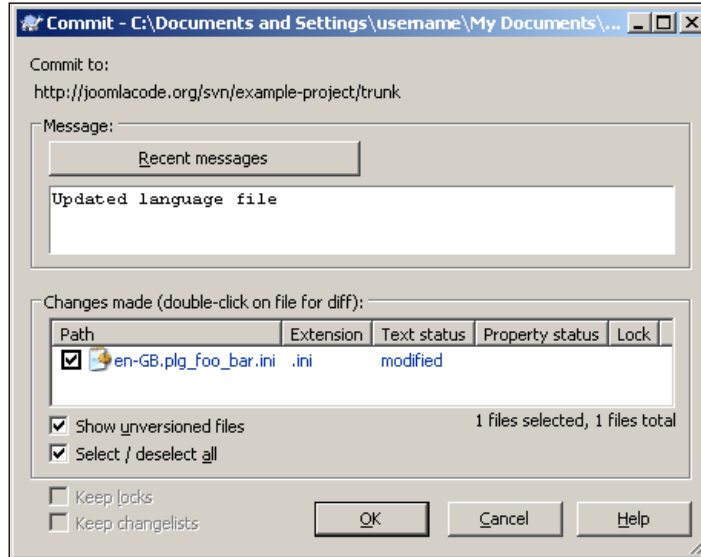 Commit - C:\Documents and Settings\username\My Documents\...
Commit to:
http://joomlacode.org/svn/example-project/trunk
Message:
Recent messages
Updated language file
Changes made (double-click on file for diff):
Path Extension Text status Property status Lock
en-GB.plg_foo_bar.ini .ini modified
Show unversioned files
1 files selected, 1 files total
Select / deselect all
Keep locks
Keep changelists
OK Cancel Help